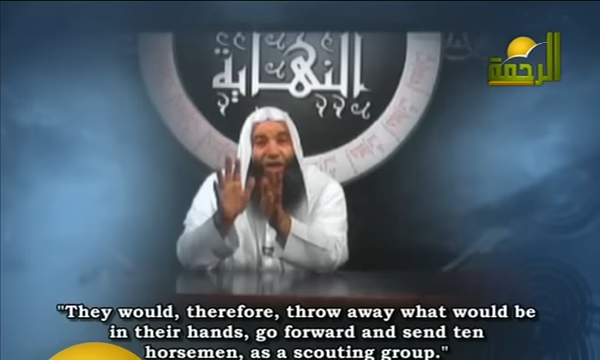 النهاية
الرحمة
"They would, therefore, throw away what would be
in their hands, go forward and send ten
horsemen, as a scouting group."